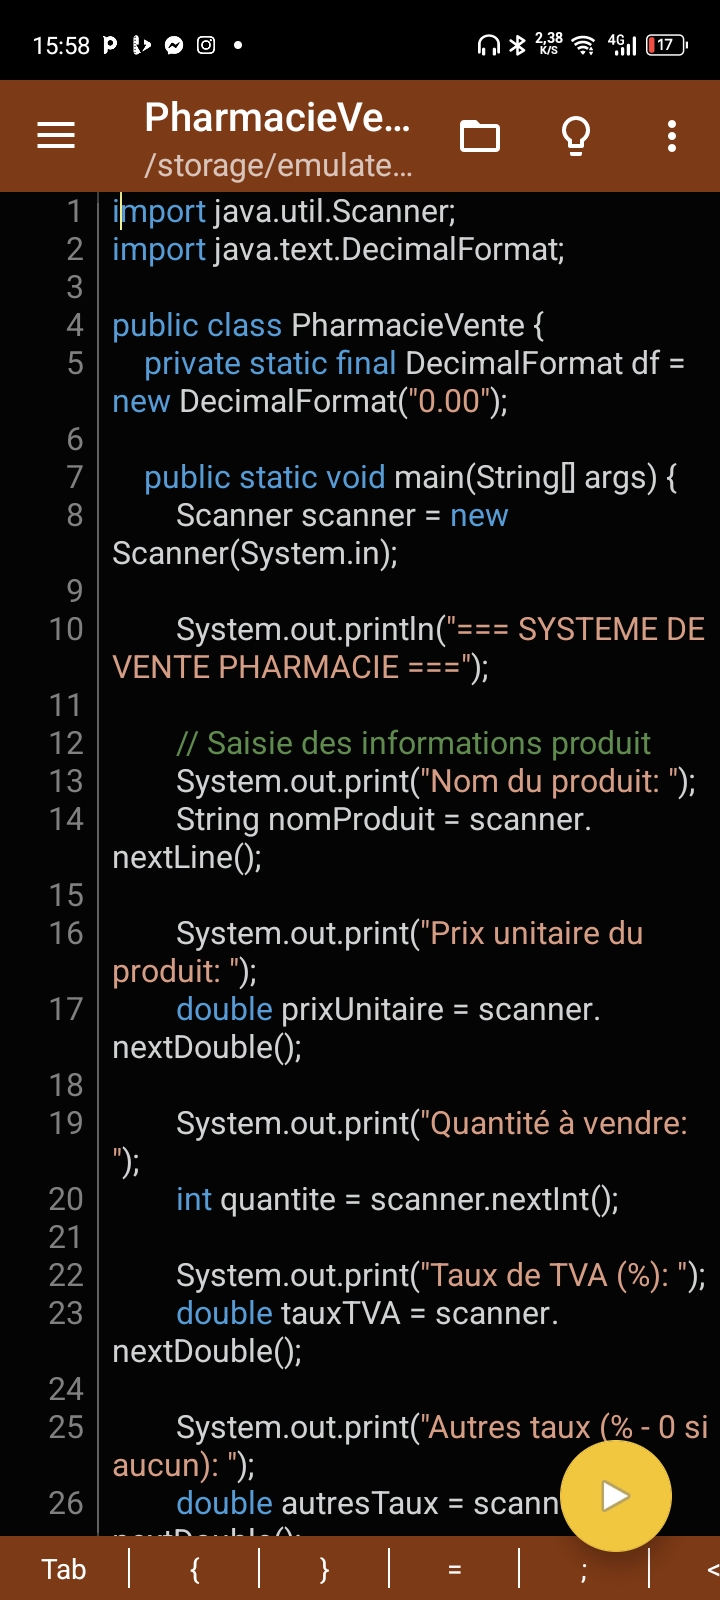 15:58 2,38 K/S 4G 17
PharmacieVe...
/storage/emulate...
1 import java.util.Scanner;
2 import java.text.DecimalFormat;
3
4 public class PharmacieVente {
5 private static final DecimalFormat df =
new DecimalFormat("0.00");
6
7 public static void main(String[] args) {
8 Scanner scanner = new
Scanner(System.in);
9
10 System.out.println("=== SYSTEME DE
VENTE PHARMACIE ===");
11
12 // Saisie des informations produit
13 System.out.print("Nom du produit: ");
14 String nomProduit = scanner.
nextLine();
15
16 System.out.print("Prix unitaire du
produit: ");
17 double prixUnitaire = scanner.
nextDouble();
18
19 System.out.print("Quantité à vendre:
");
20 int quantite = scanner.nextInt();
21
22 System.out.print("Taux de TVA (%): ");
23 double tauxTVA = scanner.
nextDouble();
24
25 System.out.print("Autres taux (% - 0 si
aucun): ");
26 double autresTaux = scann
nextDouble();
Tab { } = ; <